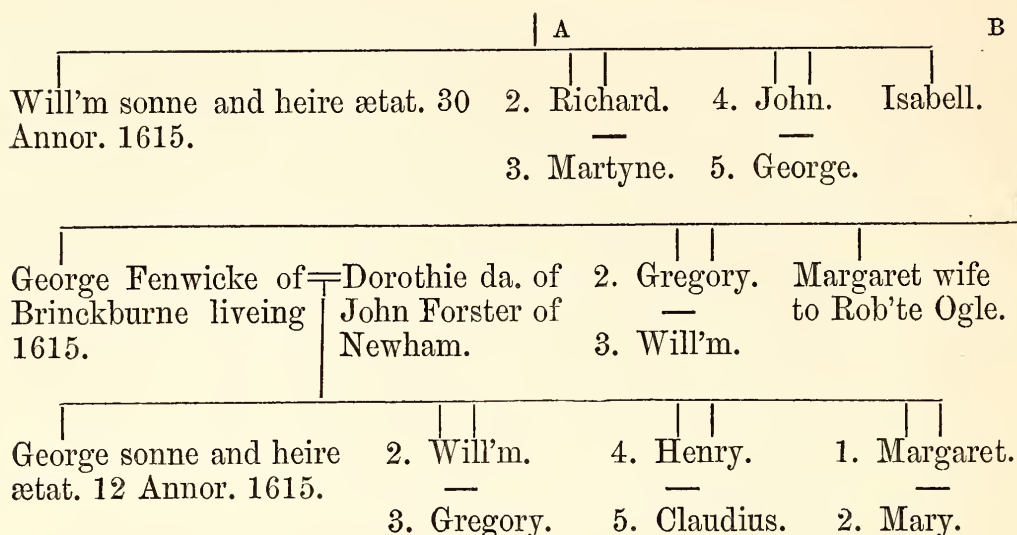 A B
Will'm sonne and heire ætat. 30 2. Richard. 4. John. Isabell.
Annor. 1615.
3. Martyne. 5. George.
George Fenwicke of Dorothie da. of 2. Gregory. Margaret wife
Brinckburne liveing John Forster of to Rob'te Ogle.
1615. Newham. 3. Will'm.
George sonne and heire 2. Will'm. 4. Henry. 1. Margaret.
ætat. 12 Annor. 1615.
3. Gregory. 5. Claudius. 2. Mary.